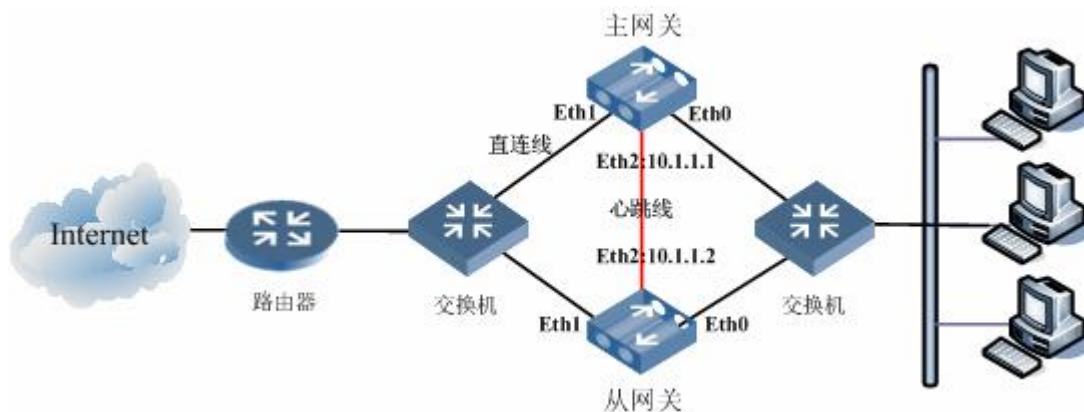 主网关
Eth1
Eth0
直连线
Eth2:10.1.1.1
心跳线
Internet
Eth2:10.1.1.2
路由器
交换机
Eth1
Eth0
交换机
从网关